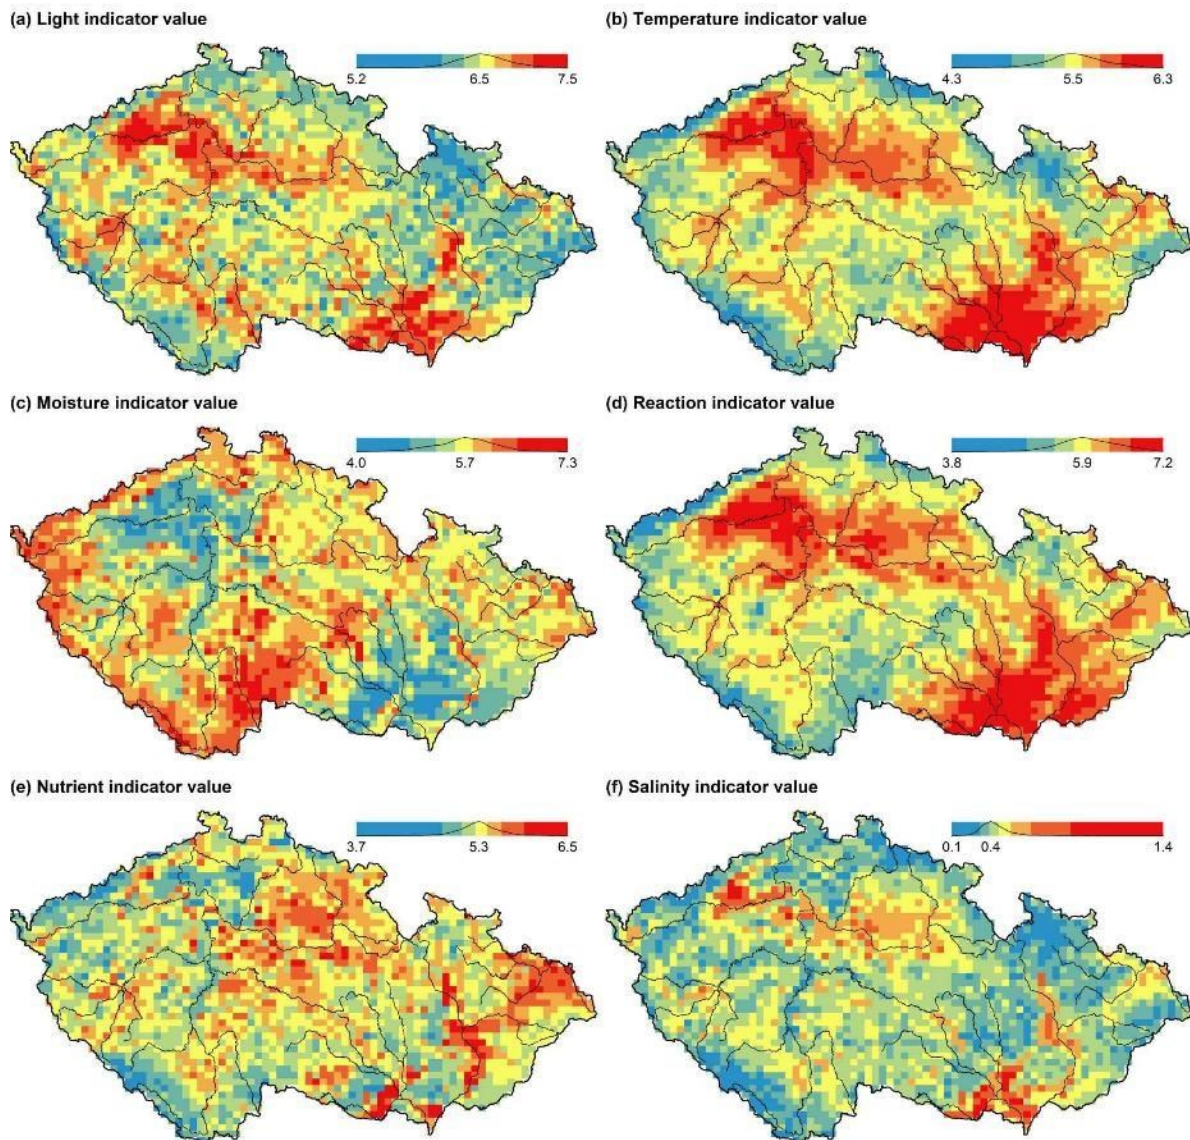 (a) Light indicator value
5.2 6.5 7.5
(b) Temperature indicator value
4.3 5.5 6.3
(c) Moisture indicator value
4.0 5.7 7.3
(d) Reaction indicator value
3.8 5.9 7.2
(e) Nutrient indicator value
3.7 5.3 6.5
(f) Salinity indicator value
0.1 0.4 1.4